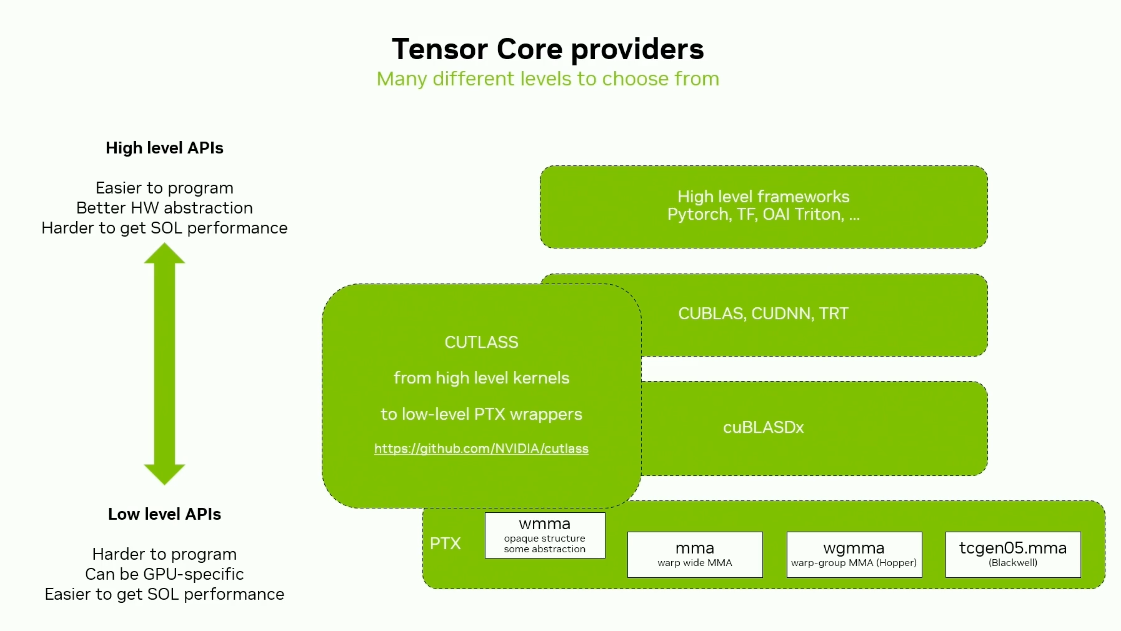 Tensor Core providers
Many different levels to choose from
High level APIs
Easier to program
Better HW abstraction
Harder to get SOL performance
Low level APIs
Harder to program
Can be GPU-specific
Easier to get SOL performance
High level frameworks
Pytorch, TF, OAI Triton, ...
CUBLAS, CUDNN, TRT
CUTLASS
from high level kernels
to low-level PTX wrappers
https://github.com/NVIDIA/cutlass
cuBLASDx
PTX
wmma
opaque structure
some abstraction
mma
warp wide MMA
wgmma
warp-group MMA (Hopper)
tcgen05.mma
(Blackwell)